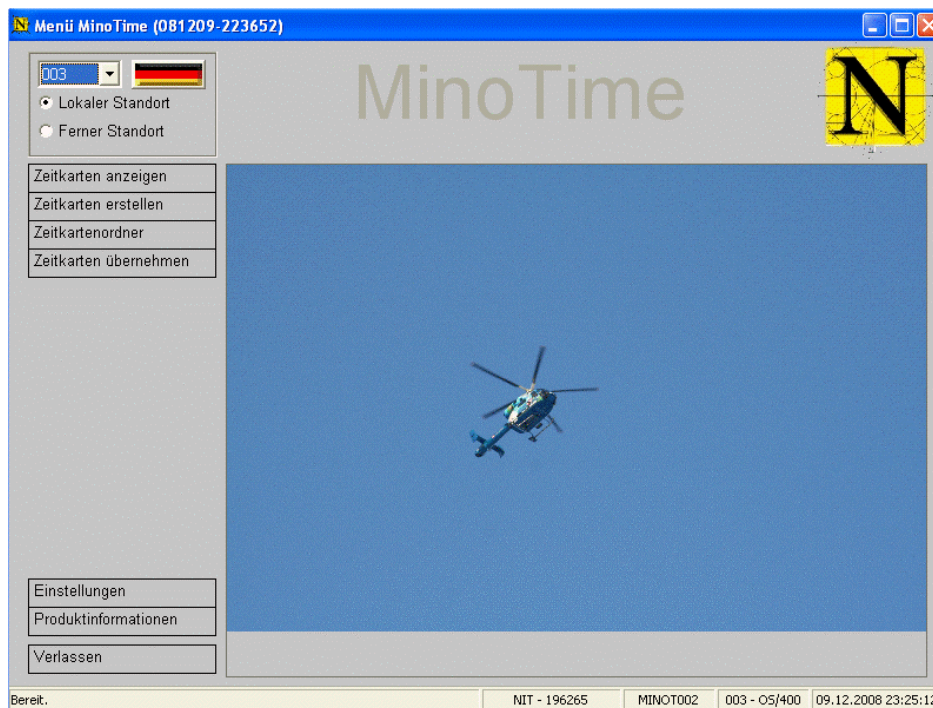 Menü MinoTime (081209-223652)
003
Lokaler Standort
Ferner Standort
MinoTime
N
Zeitkarten anzeigen
Zeitkarten erstellen
Zeitkartenordner
Zeitkarten übernehmen
Einstellungen
Produktinformationen
Verlassen
Bereit.
NIT - 196265
MINOT002
003 - OS/400
09.12.2008 23:25:12